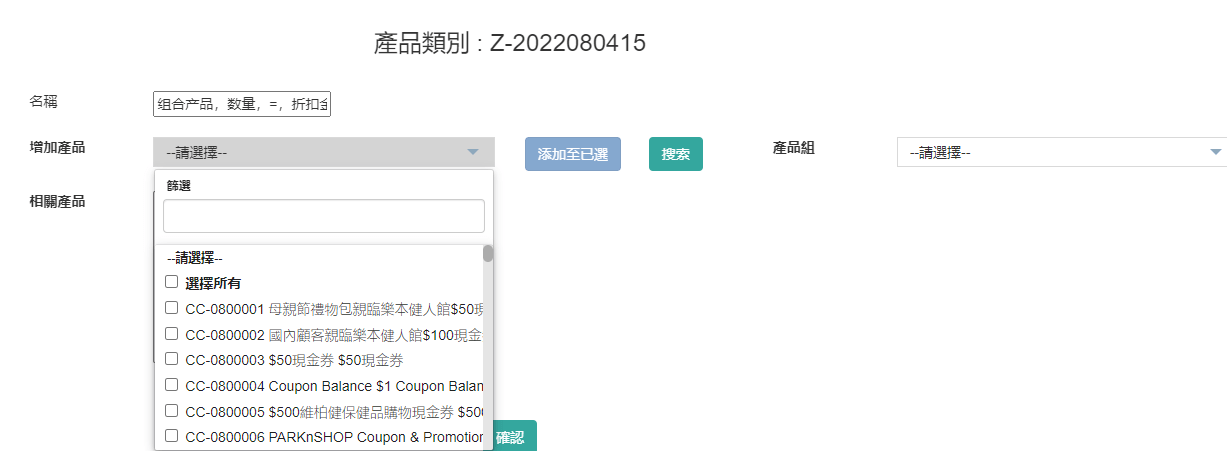 產品類別 : Z-2022080415
名稱
组合产品，数量，=，折扣金
增加產品
--請選擇--
添加至已選
搜索
產品組
--請選擇--
相關產品
篩選
--請選擇--
選擇所有
CC-0800001 母親節禮物包親臨樂本健人館$50現
CC-0800002 國內顧客親臨樂本健人館$100現金
CC-0800003 $50現金券 $50現金券
CC-0800004 Coupon Balance $1 Coupon Balan
CC-0800005 $500維柏健保健品購物現金券 $500
CC-0800006 PARKnSHOP Coupon & Promotion
確認